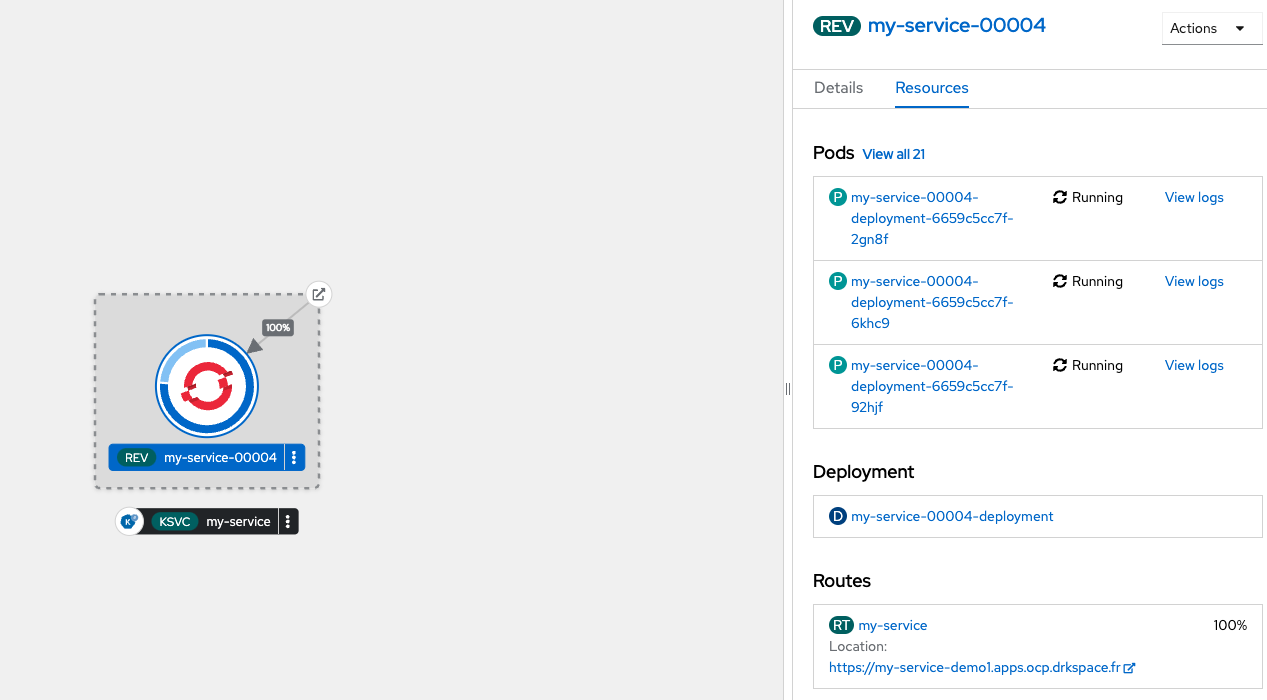 REV my-service-00004
Actions
Details Resources
Pods View all 21
P my-service-00004-
deployment-6659c5cc7f-
2gn8f
Running View logs
P my-service-00004-
deployment-6659c5cc7f-
6khc9
Running View logs
P my-service-00004-
deployment-6659c5cc7f-
92hjf
Running View logs
Deployment
D my-service-00004-deployment
Routes
RT my-service 100%
Location:
https://my-service-demo1.apps.ocp.drkspace.fr
100%
REV my-service-00004
K KSVC my-service